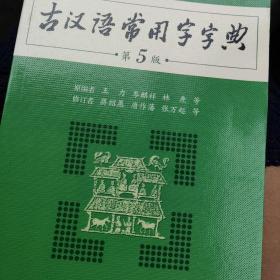 古汉语常用字字典
·第5版·
原编者 王 力 岑麒祥 林 焘 等
修订者 蒋绍愚 唐作藩 张万起 等